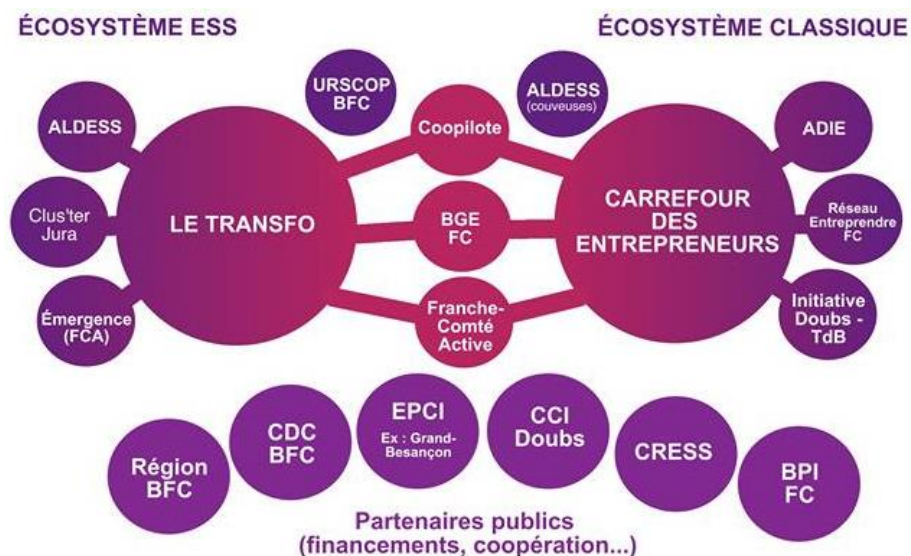 ÉCOSYSTÈME ESS
ÉCOSYSTÈME CLASSIQUE
URSCOP
BFC
ALDESS
(couveuses)
ALDESS
Coopilote
ADIE
Clus'ter
Jura
LE TRANSFO
BGE
FC
CARREFOUR
DES
ENTREPRENEURS
Réseau
Entreprendre
FC
Émergence
(FCA)
Franche-
Comté
Active
Initiative
Doubs -
TdB
Région
BFC
CDC
BFC
EPCI
Ex : Grand-
Besançon
CCI
Doubs
CRESS
BPI
FC
Partenaires publics
(financements, coopération...)